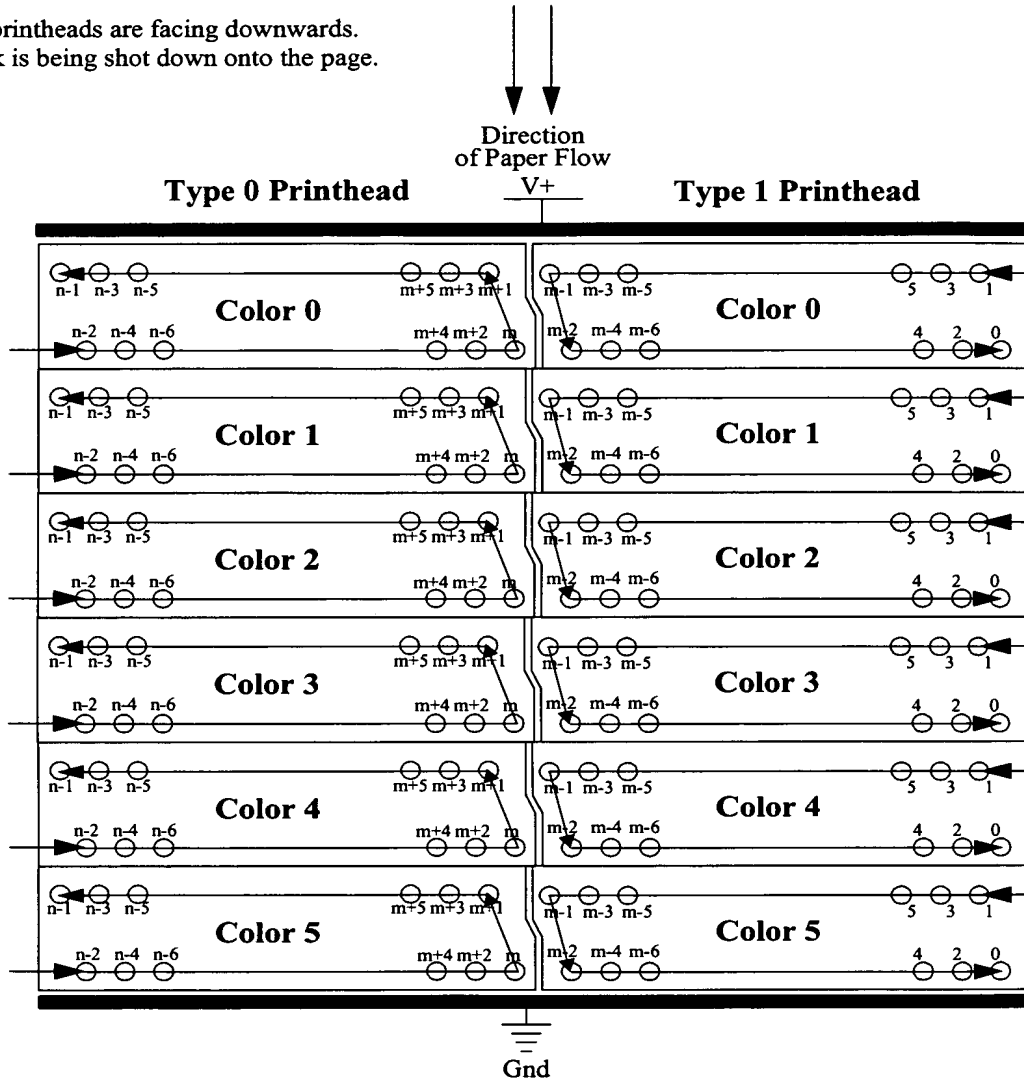 printheads are facing downwards.
k is being shot down onto the page.
Direction
of Paper Flow
V+
Type 0 Printhead Type 1 Printhead
n-1 n-3 n-5 m+5 m+3 m+1 m-1 m-3 m-5 5 3 1
Color 0 Color 0
n-2 n-4 n-6 m+4 m+2 m m-2 m-4 m-6 4 2 0
n-1 n-3 n-5 m+5 m+3 m+1 m-1 m-3 m-5 5 3 1
Color 1 Color 1
n-2 n-4 n-6 m+4 m+2 m m-2 m-4 m-6 4 2 0
n-1 n-3 n-5 m+5 m+3 m+1 m-1 m-3 m-5 5 3 1
Color 2 Color 2
n-2 n-4 n-6 m+4 m+2 m m-2 m-4 m-6 4 2 0
n-1 n-3 n-5 m+5 m+3 m+1 m-1 m-3 m-5 5 3 1
Color 3 Color 3
n-2 n-4 n-6 m+4 m+2 m m-2 m-4 m-6 4 2 0
n-1 n-3 n-5 m+5 m+3 m+1 m-1 m-3 m-5 5 3 1
Color 4 Color 4
n-2 n-4 n-6 m+4 m+2 m m-2 m-4 m-6 4 2 0
n-1 n-3 n-5 m+5 m+3 m+1 m-1 m-3 m-5 5 3 1
Color 5 Color 5
n-2 n-4 n-6 m+4 m+2 m m-2 m-4 m-6 4 2 0
Gnd